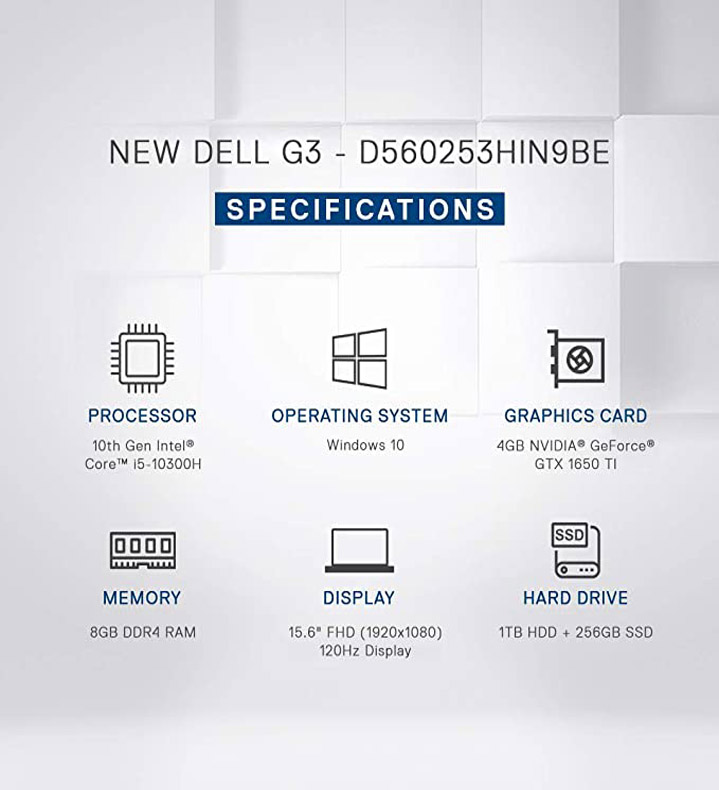 NEW DELL G3 - D560253HIN9BE
SPECIFICATIONS
PROCESSOR
10th Gen Intel®
Core™ i5-10300H
OPERATING SYSTEM
Windows 10
GRAPHICS CARD
4GB NVIDIA® GeForce®
GTX 1650 TI
MEMORY
8GB DDR4 RAM
DISPLAY
15.6" FHD (1920x1080)
120Hz Display
SSD
HARD DRIVE
1TB HDD + 256GB SSD